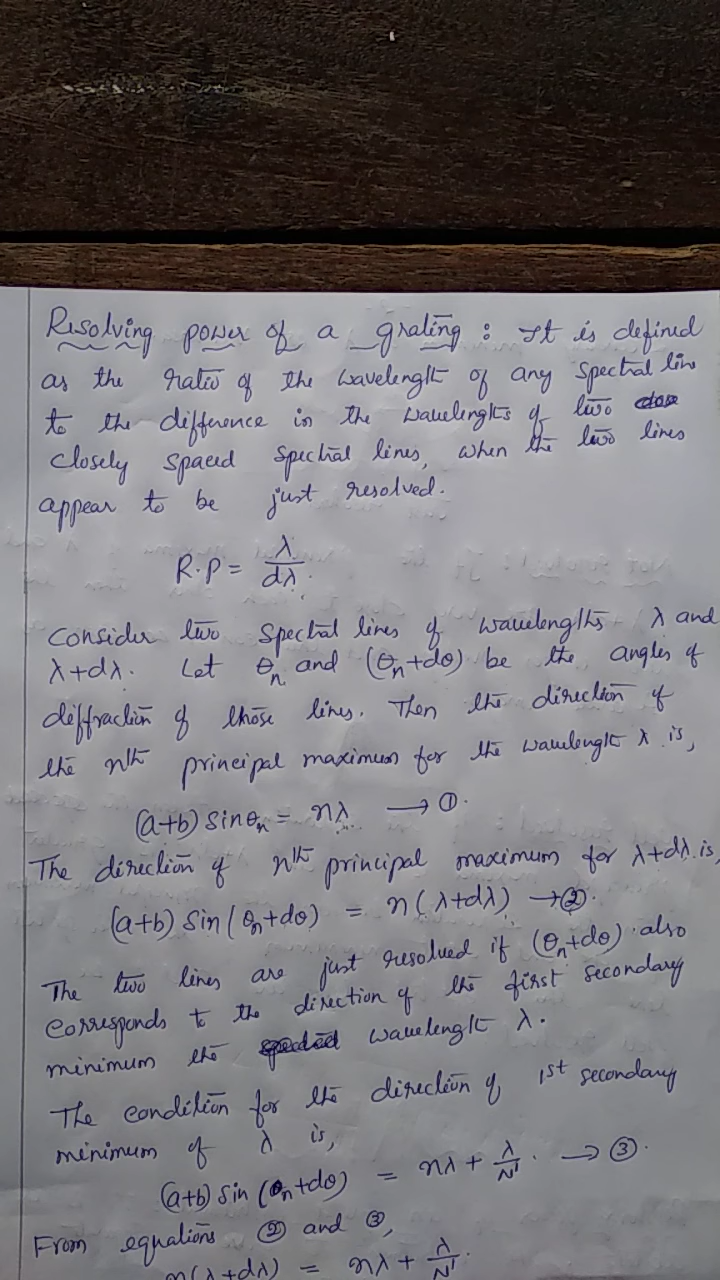 Resolving power of a grating : It is defined
as the ratio of the wavelength of any spectral line
to the difference in the wavelengths of two close
closely spaced spectral lines, when the two lines
appear to be just resolved.
R.P = λ/dλ.
Consider two spectral lines of wavelengths λ and
λ+dλ. Let θn and (θn+dθ) be the angles of
diffraction of those lines. Then the direction of
the nth principal maximum for the wavelength λ is,
(a+b) sinθn = nλ → ①.
The direction of nth principal maximum for λ+dλ is,
(a+b) sin(θn+dθ) = n(λ+dλ) → ②.
The two lines are just resolved if (θn+dθ) also
corresponds to the direction of the first secondary
minimum the wavelength λ.
The condition for the direction of 1st secondary
minimum of λ is,
(a+b) sin (θn+dθ) = nλ + λ/N'. → ③.
From equations ② and ③,
n(λ+dλ) = nλ + λ/N'.